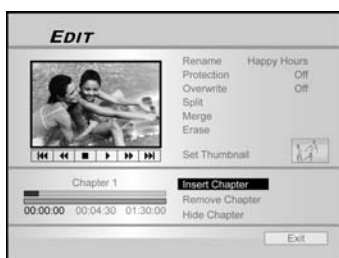 EDIT
Rename Happy Hours
Protection Off
Overwrite Off
Split
Merge
Erase
Set Thumbnail
Chapter 1
00:00:00 00:04:30 01:30:00
Insert Chapter
Remove Chapter
Hide Chapter
Exit